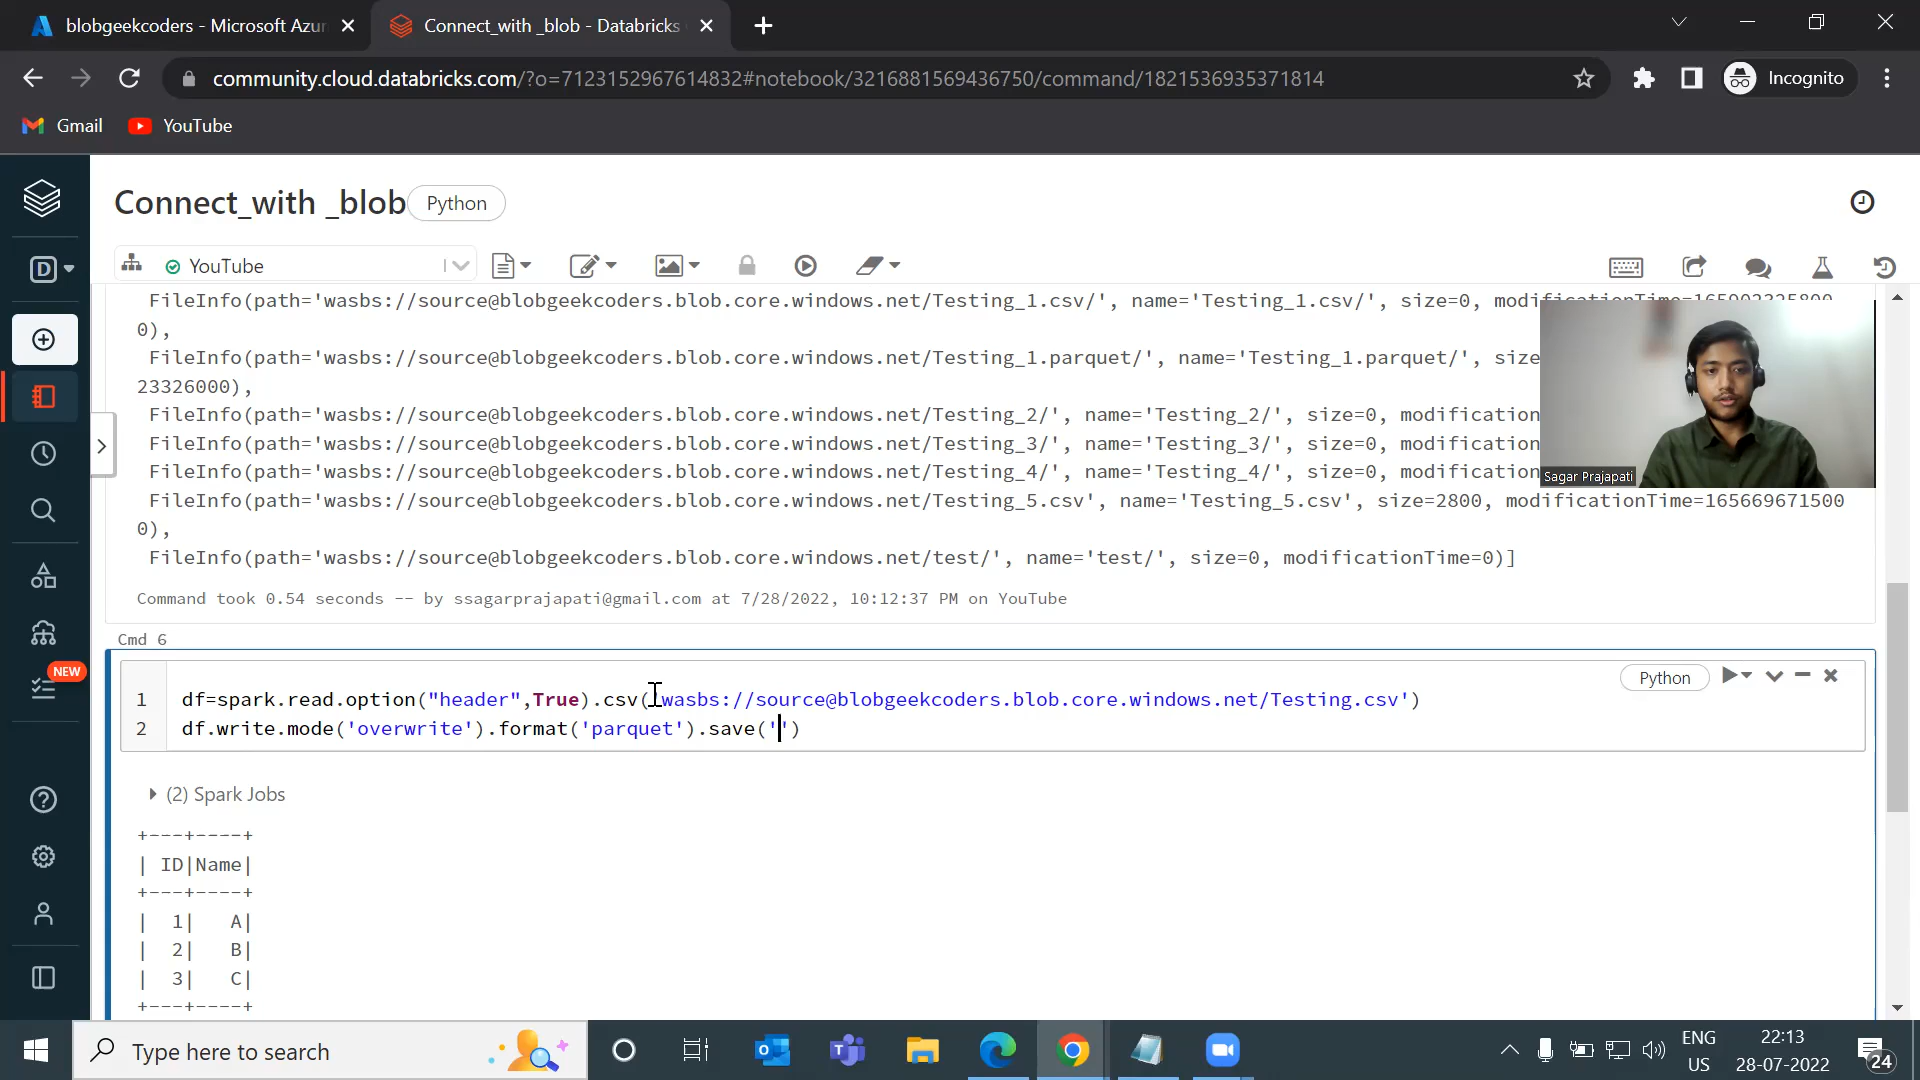 blobgeekcoders - Microsoft Azur
Connect_with _blob - Databricks
community.cloud.databricks.com/?o=7123152967614832#notebook/3216881569436750/command/1821536935371814
Incognito
Gmail
YouTube
Connect_with _blob
Python
D
YouTube
FileInfo(path='wasbs://source@blobgeekcoders.blob.core.windows.net/Testing_1.csv/', name='Testing_1.csv/', size=0, modificationTime=165902325800
0),
FileInfo(path='wasbs://source@blobgeekcoders.blob.core.windows.net/Testing_1.parquet/', name='Testing_1.parquet/', size
23326000),
FileInfo(path='wasbs://source@blobgeekcoders.blob.core.windows.net/Testing_2/', name='Testing_2/', size=0, modification
FileInfo(path='wasbs://source@blobgeekcoders.blob.core.windows.net/Testing_3/', name='Testing_3/', size=0, modification
FileInfo(path='wasbs://source@blobgeekcoders.blob.core.windows.net/Testing_4/', name='Testing_4/', size=0, modification
Sagar Prajapati
FileInfo(path='wasbs://source@blobgeekcoders.blob.core.windows.net/Testing_5.csv', name='Testing_5.csv', size=2800, modificationTime=165669671500
0),
FileInfo(path='wasbs://source@blobgeekcoders.blob.core.windows.net/test/', name='test/', size=0, modificationTime=0)]
Command took 0.54 seconds -- by ssagarprajapati@gmail.com at 7/28/2022, 10:12:37 PM on YouTube
Cmd 6
NEW
Python
1 df=spark.read.option("header",True).csv('wasbs://source@blobgeekcoders.blob.core.windows.net/Testing.csv')
2 df.write.mode('overwrite').format('parquet').save('')
(2) Spark Jobs
+---+----+
| ID|Name|
+---+----+
|  1|   A|
|  2|   B|
|  3|   C|
+---+----+
Type here to search
ENG
US
22:13
28-07-2022
24